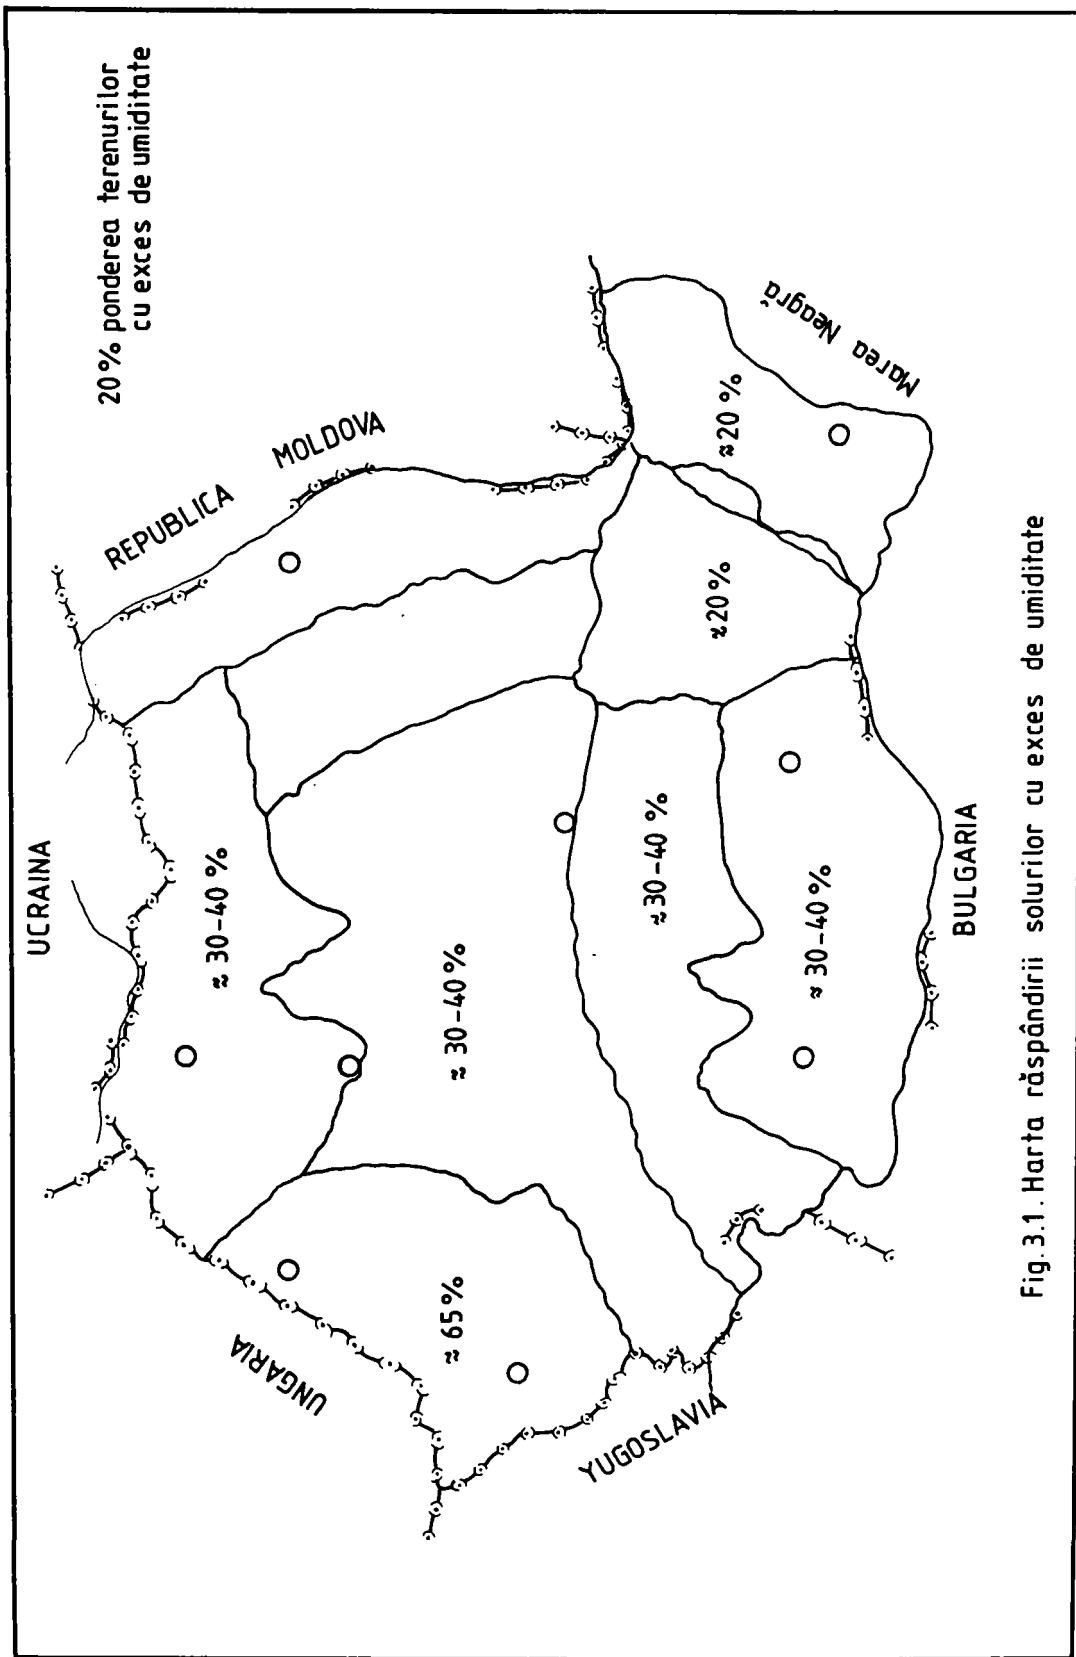 20% ponderea terenurilor
cu exces de umiditate
UCRAINA
REPUBLICA MOLDOVA
UNGARIA
≈ 30-40 %
≈ 65%
≈ 30-40%
≈ 30-40 %
≈20%
≈20 %
Marea Neagră
YUGOSLAVIA
≈ 30-40%
BULGARIA
Fig. 3.1. Harta răspândirii solurilor cu exces de umiditate